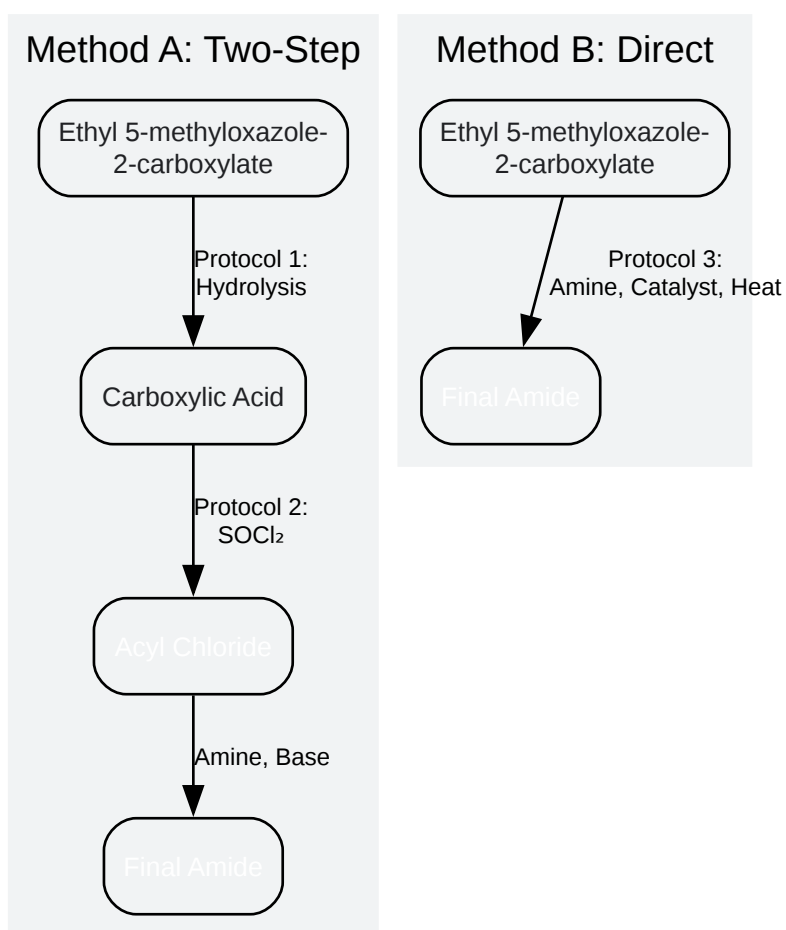 Method A: Two-Step
Ethyl 5-methyloxazole-
2-carboxylate
Protocol 1:
Hydrolysis
Carboxylic Acid
Protocol 2:
SOCl₂
Acyl Chloride
Amine, Base
Final Amide
Method B: Direct
Ethyl 5-methyloxazole-
2-carboxylate
Protocol 3:
Amine, Catalyst, Heat
Final Amide